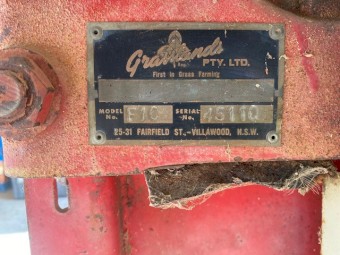 Grasslands
PTY. LTD.
First in Grass Farming
MODEL No. F10 SERIAL No. 45110
25-31 FAIRFIELD ST.,-VILLAWOOD, N.S.W.